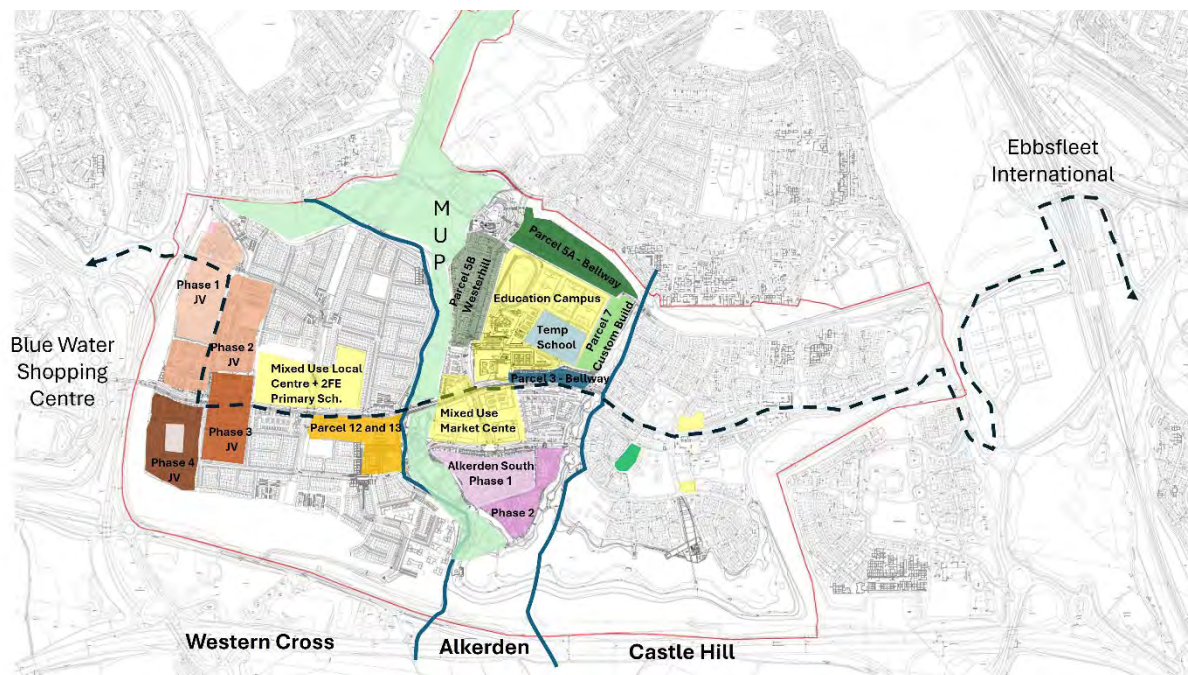 Ebbsfleet
International
M
U
P
Parcel 5A - Bellway
Parcel 5B
Westerhill
Education Campus
Temp
School
Parcel 7
Custom Build
Phase 1
JV
Blue Water
Shopping
Centre
Phase 2
JV
Mixed Use Local
Centre + 2FE
Primary Sch.
Parcel 3 - Bellway
Mixed Use
Market Cente
Parcel 12 and 13
Phase 3
JV
Phase 4
JV
Alkerden South
Phase 1
Phase 2
Western Cross
Alkerden
Castle Hill